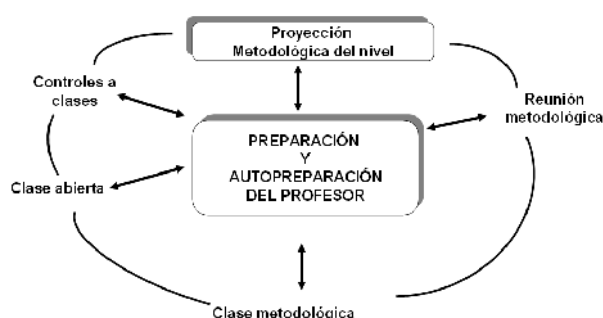 Proyección
Metodológica del nivel
Controles a
clases
Reunión
metodológica
PREPARACIÓN
Y
AUTOPREPARACIÓN
DEL PROFESOR
Clase abierta
Clase metodológica